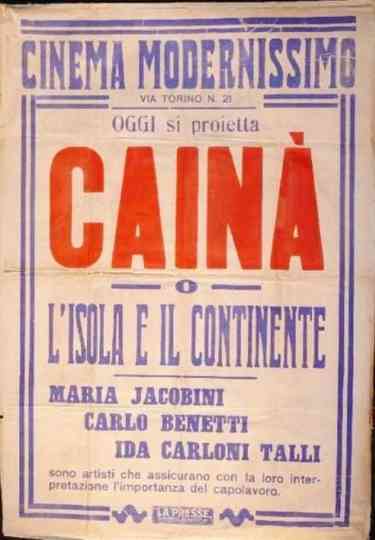 CINEMA MODERNISSIMO
VIA TORINO N. 21
OGGI si proietta
CAINÀ
O
L'ISOLA E IL CONTINENTE
MARIA JACOBINI
CARLO BENETTI
IDA CARLONI TALLI
sono artisti che assicurano con la loro inter-
pretazione l'importanza del capolavoro.
LA PRESSE